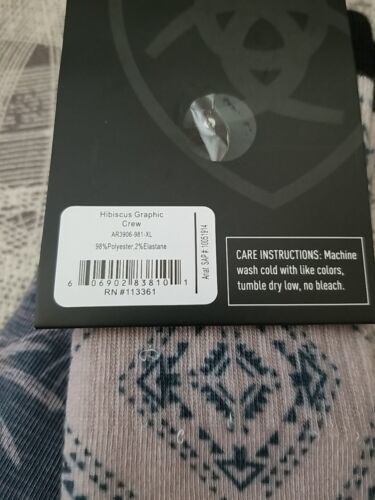 Hibiscus Graphic
Crew
AR3906-981-XL
98%Polyester,2%Elastane
6 06902 83810 1
RN #113361
Ariat SAP #:10051914
CARE INSTRUCTIONS: Machine
wash cold with like colors,
tumble dry low, no bleach.